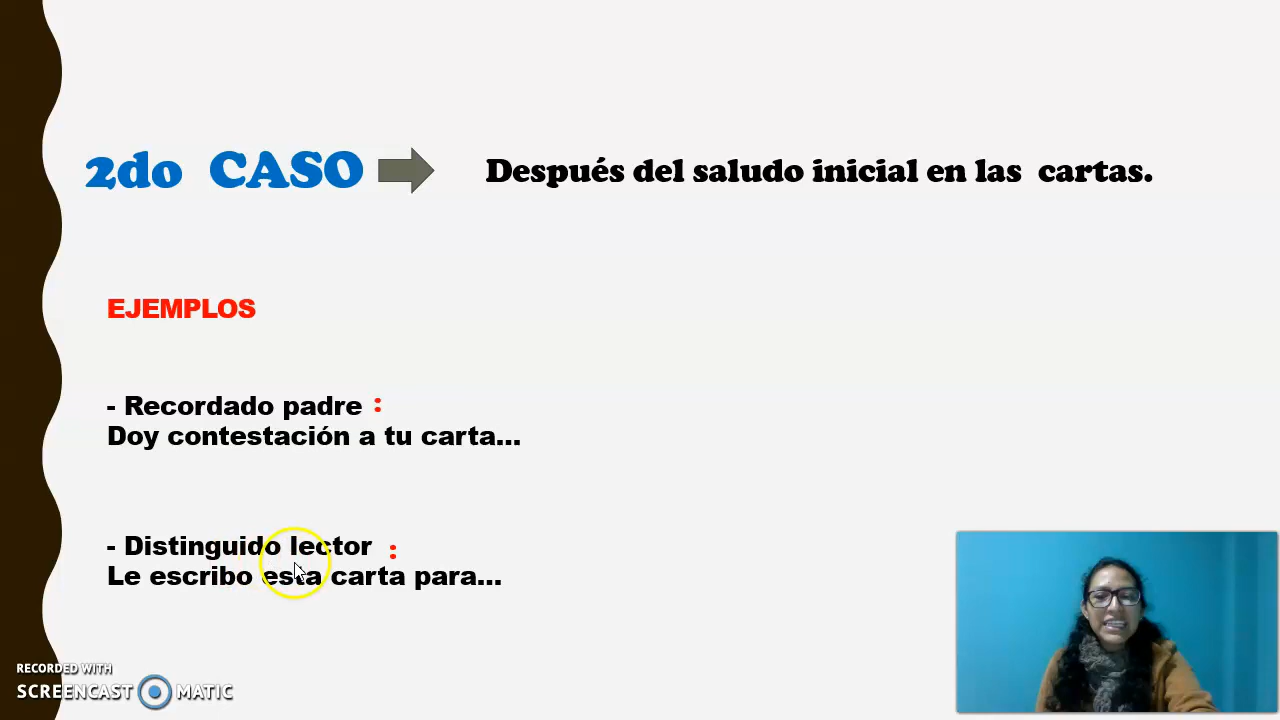 2do CASO
Después del saludo inicial en las cartas.
EJEMPLOS
- Recordado padre :
Doy contestación a tu carta...
- Distinguido lector :
Le escribo esta carta para...
RECORDED WITH
SCREENCAST MATIC